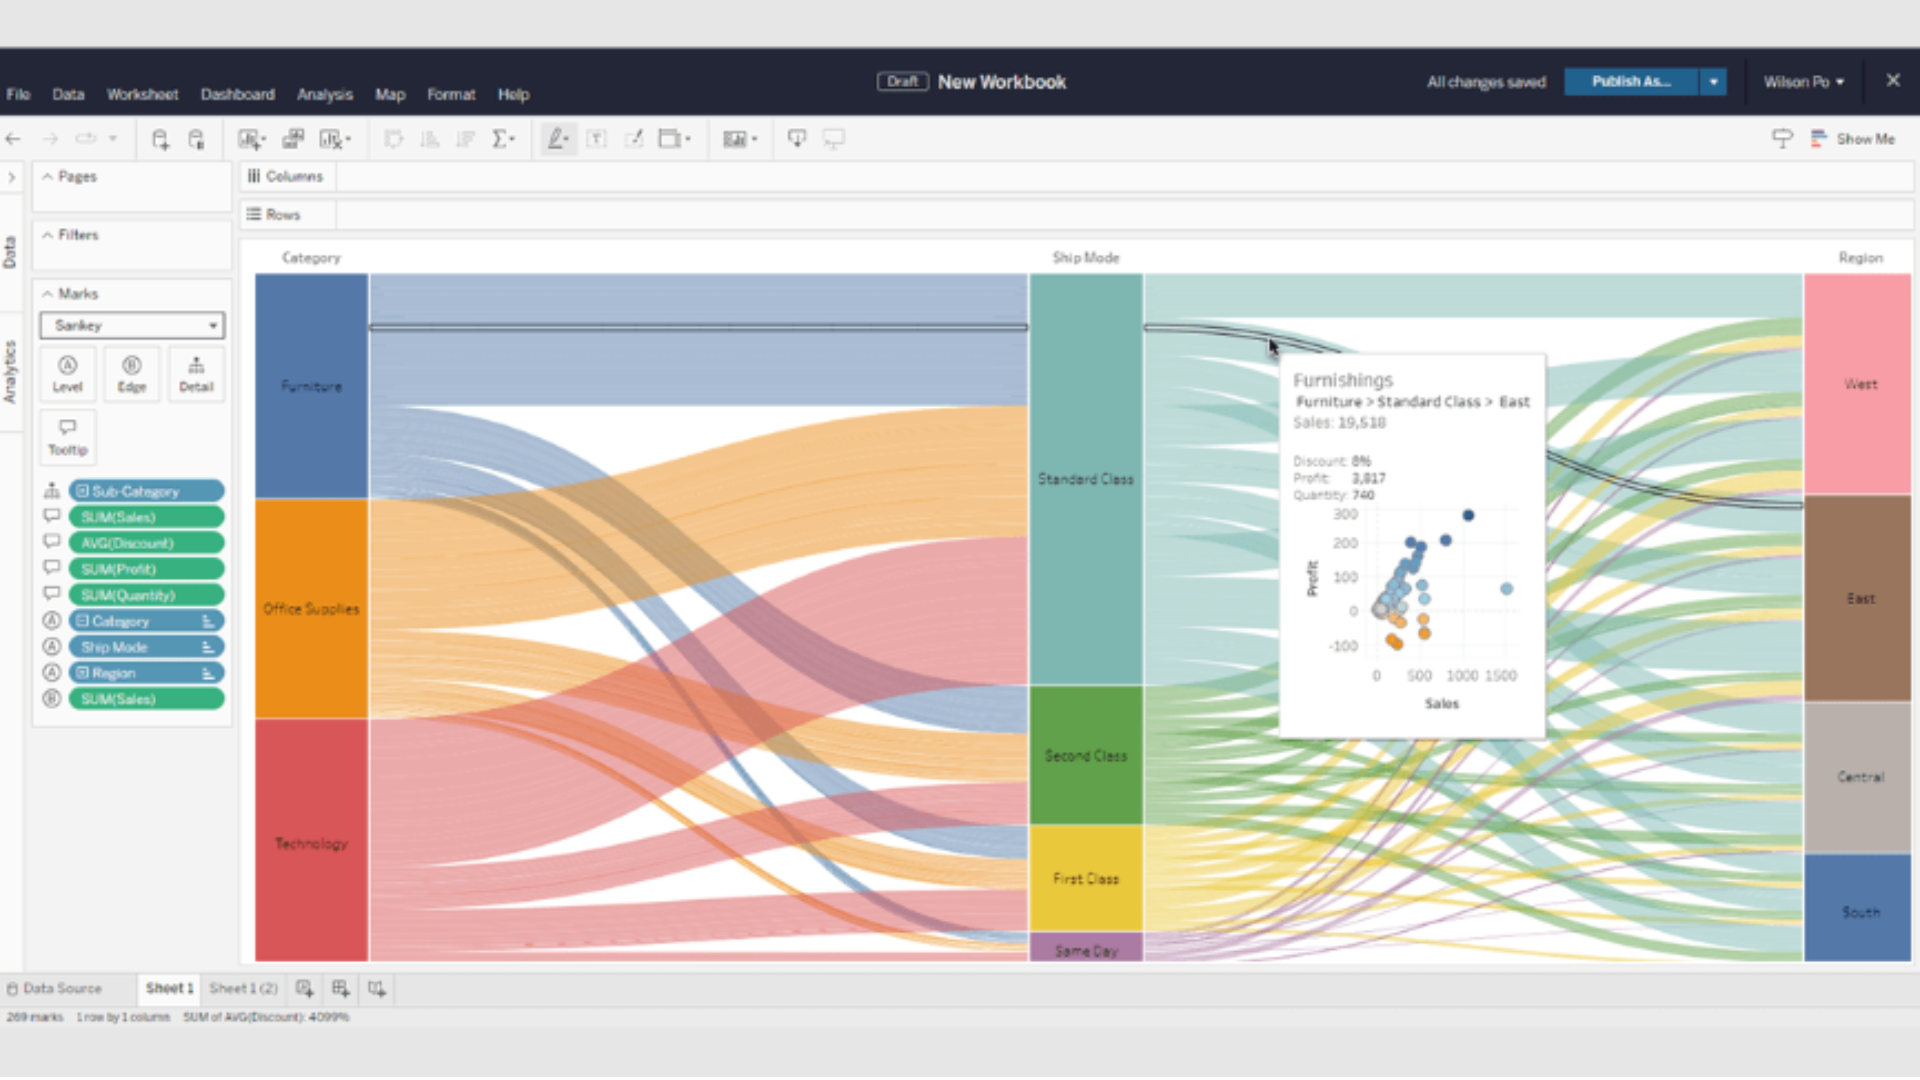 Draft New Workbook
All changes saved
Publish As...
Wilson Po
File Data Worksheet Dashboard Analysis Map Format Help
Show Me
Pages
Columns
Rows
Filters
Data
Analytics
Marks
Sankey
A Level
B Edge
Detail
Tooltip
Sub-Category
SUM(Sales)
AVG(Discount)
SUM(Profit)
SUM(Quantity)
A Category
A Ship Mode
A Region
B SUM(Sales)
Category
Ship Mode
Region
Furniture
Office Supplies
Technology
Standard Class
Second Class
First Class
Same Day
West
East
Central
South
Furnishings
Furniture > Standard Class > East
Sales: 19,518
Discount: 8%
Profit: 3,817
Quantity: 740
Profit
300
200
100
0
-100
0 500 1000 1500
Sales
Data Source Sheet 1 Sheet 1 (2)
269 marks 1 row by 1 column SUM of AVG(Discount): 4099%